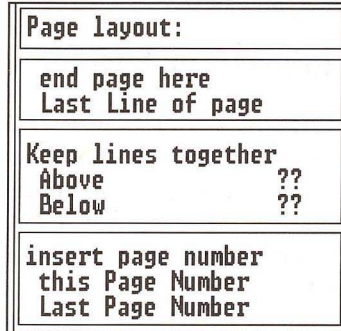 Page layout:
end page here
Last Line of page
Keep lines together
Above ??
Below ??
insert page number
this Page Number
Last Page Number